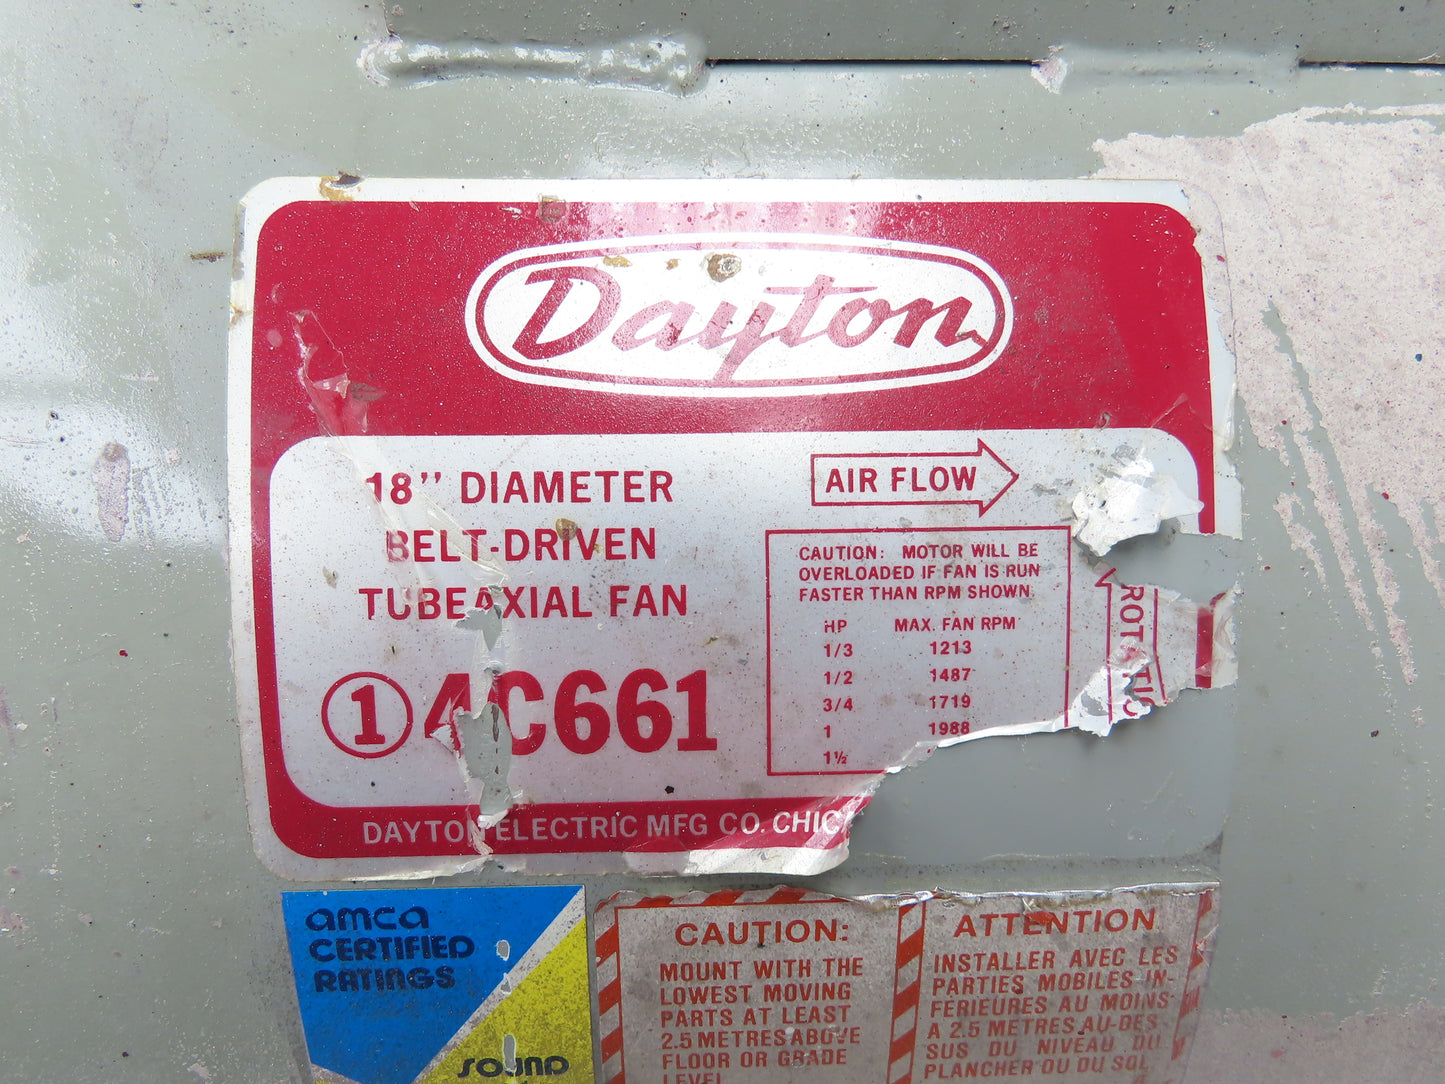 Dayton
18" DIAMETER
BELT-DRIVEN
TUBEAXIAL FAN
① 4C661
AIR FLOW
CAUTION: MOTOR WILL BE
OVERLOADED IF FAN IS RUN
FASTER THAN RPM SHOWN.
HP MAX. FAN RPM
1/3 1213
1/2 1487
3/4 1719
1 1988
1½
DAYTON ELECTRIC MFG CO. CHIC
amca
CERTIFIED
RATINGS
SOUND
CAUTION:
MOUNT WITH THE
LOWEST MOVING
PARTS AT LEAST
2.5 METRES ABOVE
FLOOR OR GRADE
LEVEL
ATTENTION
INSTALLER AVEC LES
PARTIES MOBILES IN-
FÉRIEURES AU MOINS
A 2.5 METRES AU-DES-
SUS DU NIVEAU DU
PLANCHER OU DU SOL